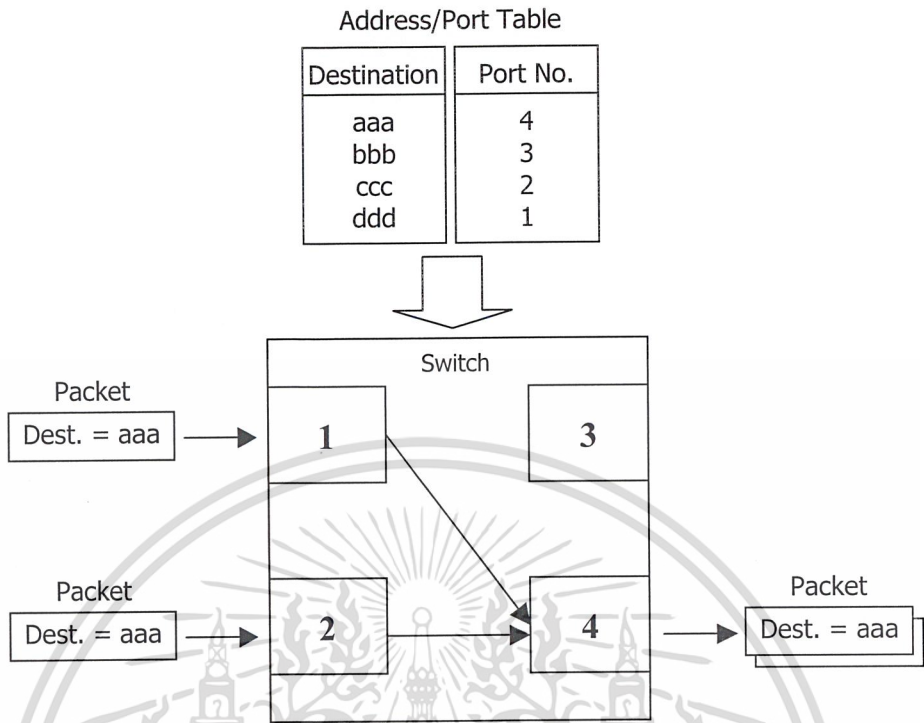 Address/Port Table
Destination Port No.
aaa 4
bbb 3
ccc 2
ddd 1
Switch
Packet
Dest. = aaa
1
3
Packet
Dest. = aaa
2
4
Packet
Dest. = aaa